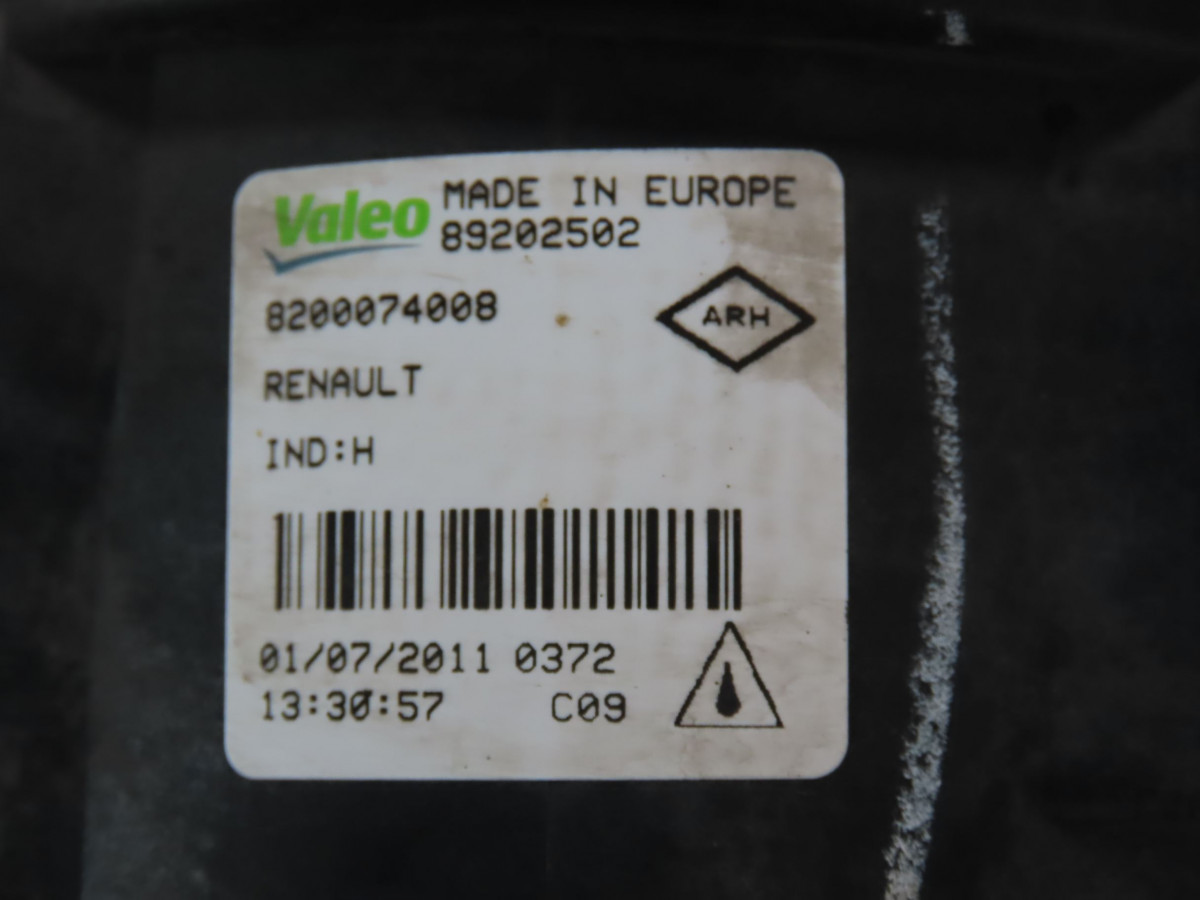 Valeo MADE IN EUROPE
89202502
8200074008
ARH
RENAULT
IND:H
01/07/2011 0372
13:30:57 C09